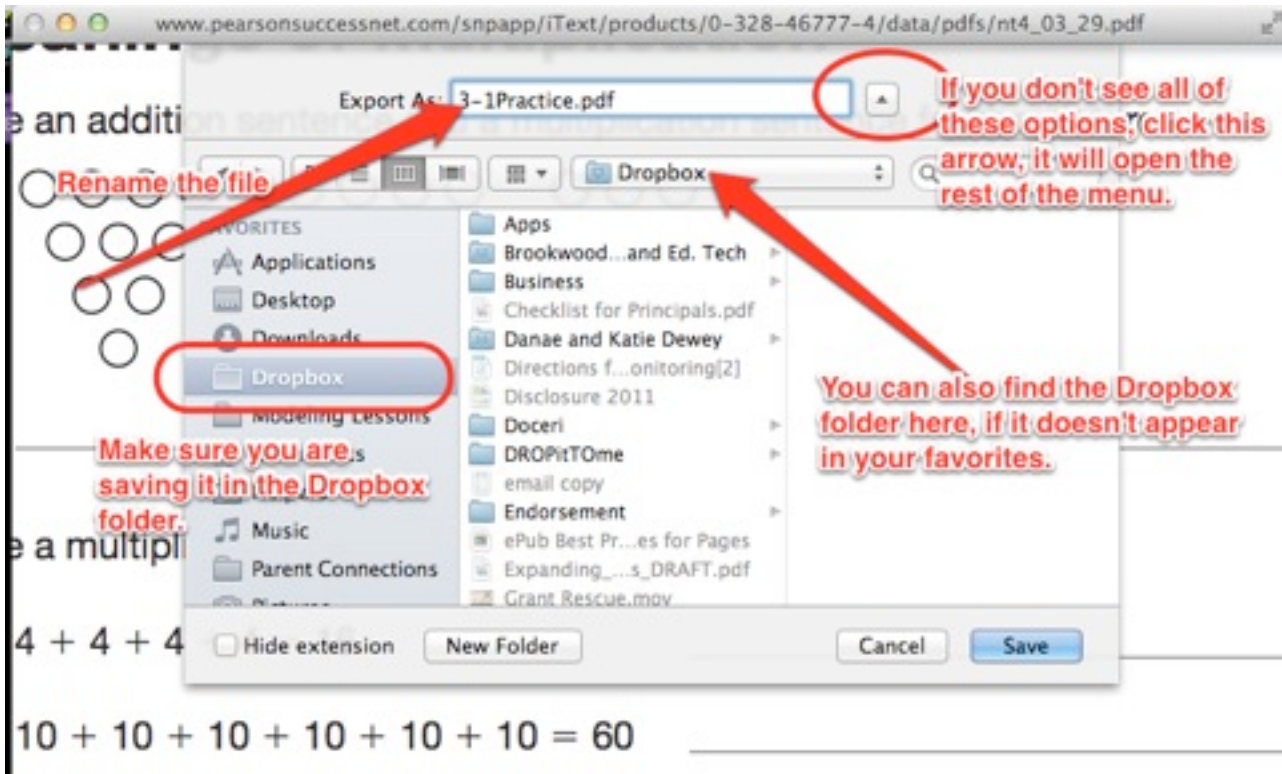 www.pearsonsuccessnet.com/snpapp/iText/products/0-328-46777-4/data/pdfs/nt4_03_29.pdf
Export As: 3-1Practice.pdf
If you don't see all of
these options, click this
arrow, it will open the
rest of the menu.
e an additi
Rename the file
Dropbox
FAVORITES
Applications
Desktop
Downloads
Dropbox
Modeling Lessons
Music
Parent Connections
Apps
Brookwood...and Ed. Tech
Business
Checklist for Principals.pdf
Danae and Katie Dewey
Directions f...onitoring[2]
Disclosure 2011
Doceri
DROPitTOme
email copy
Endorsement
ePub Best Pr...es for Pages
Expanding_...s_DRAFT.pdf
Grant Rescue.mov
You can also find the Dropbox
folder here, if it doesn't appear
in your favorites.
Make sure you are
saving it in the Dropbox
folder.
e a multipli
4 + 4 + 4
Hide extension
New Folder
Cancel
Save
10 + 10 + 10 + 10 + 10 + 10 = 60